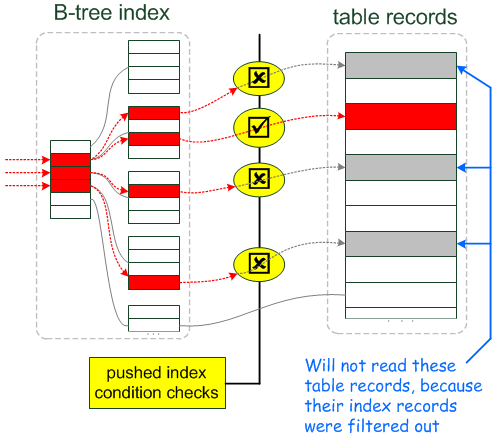 B-tree index
table records
. . .
. . .
pushed index
condition checks
Will not read these
table records, because
their index records
were filtered out